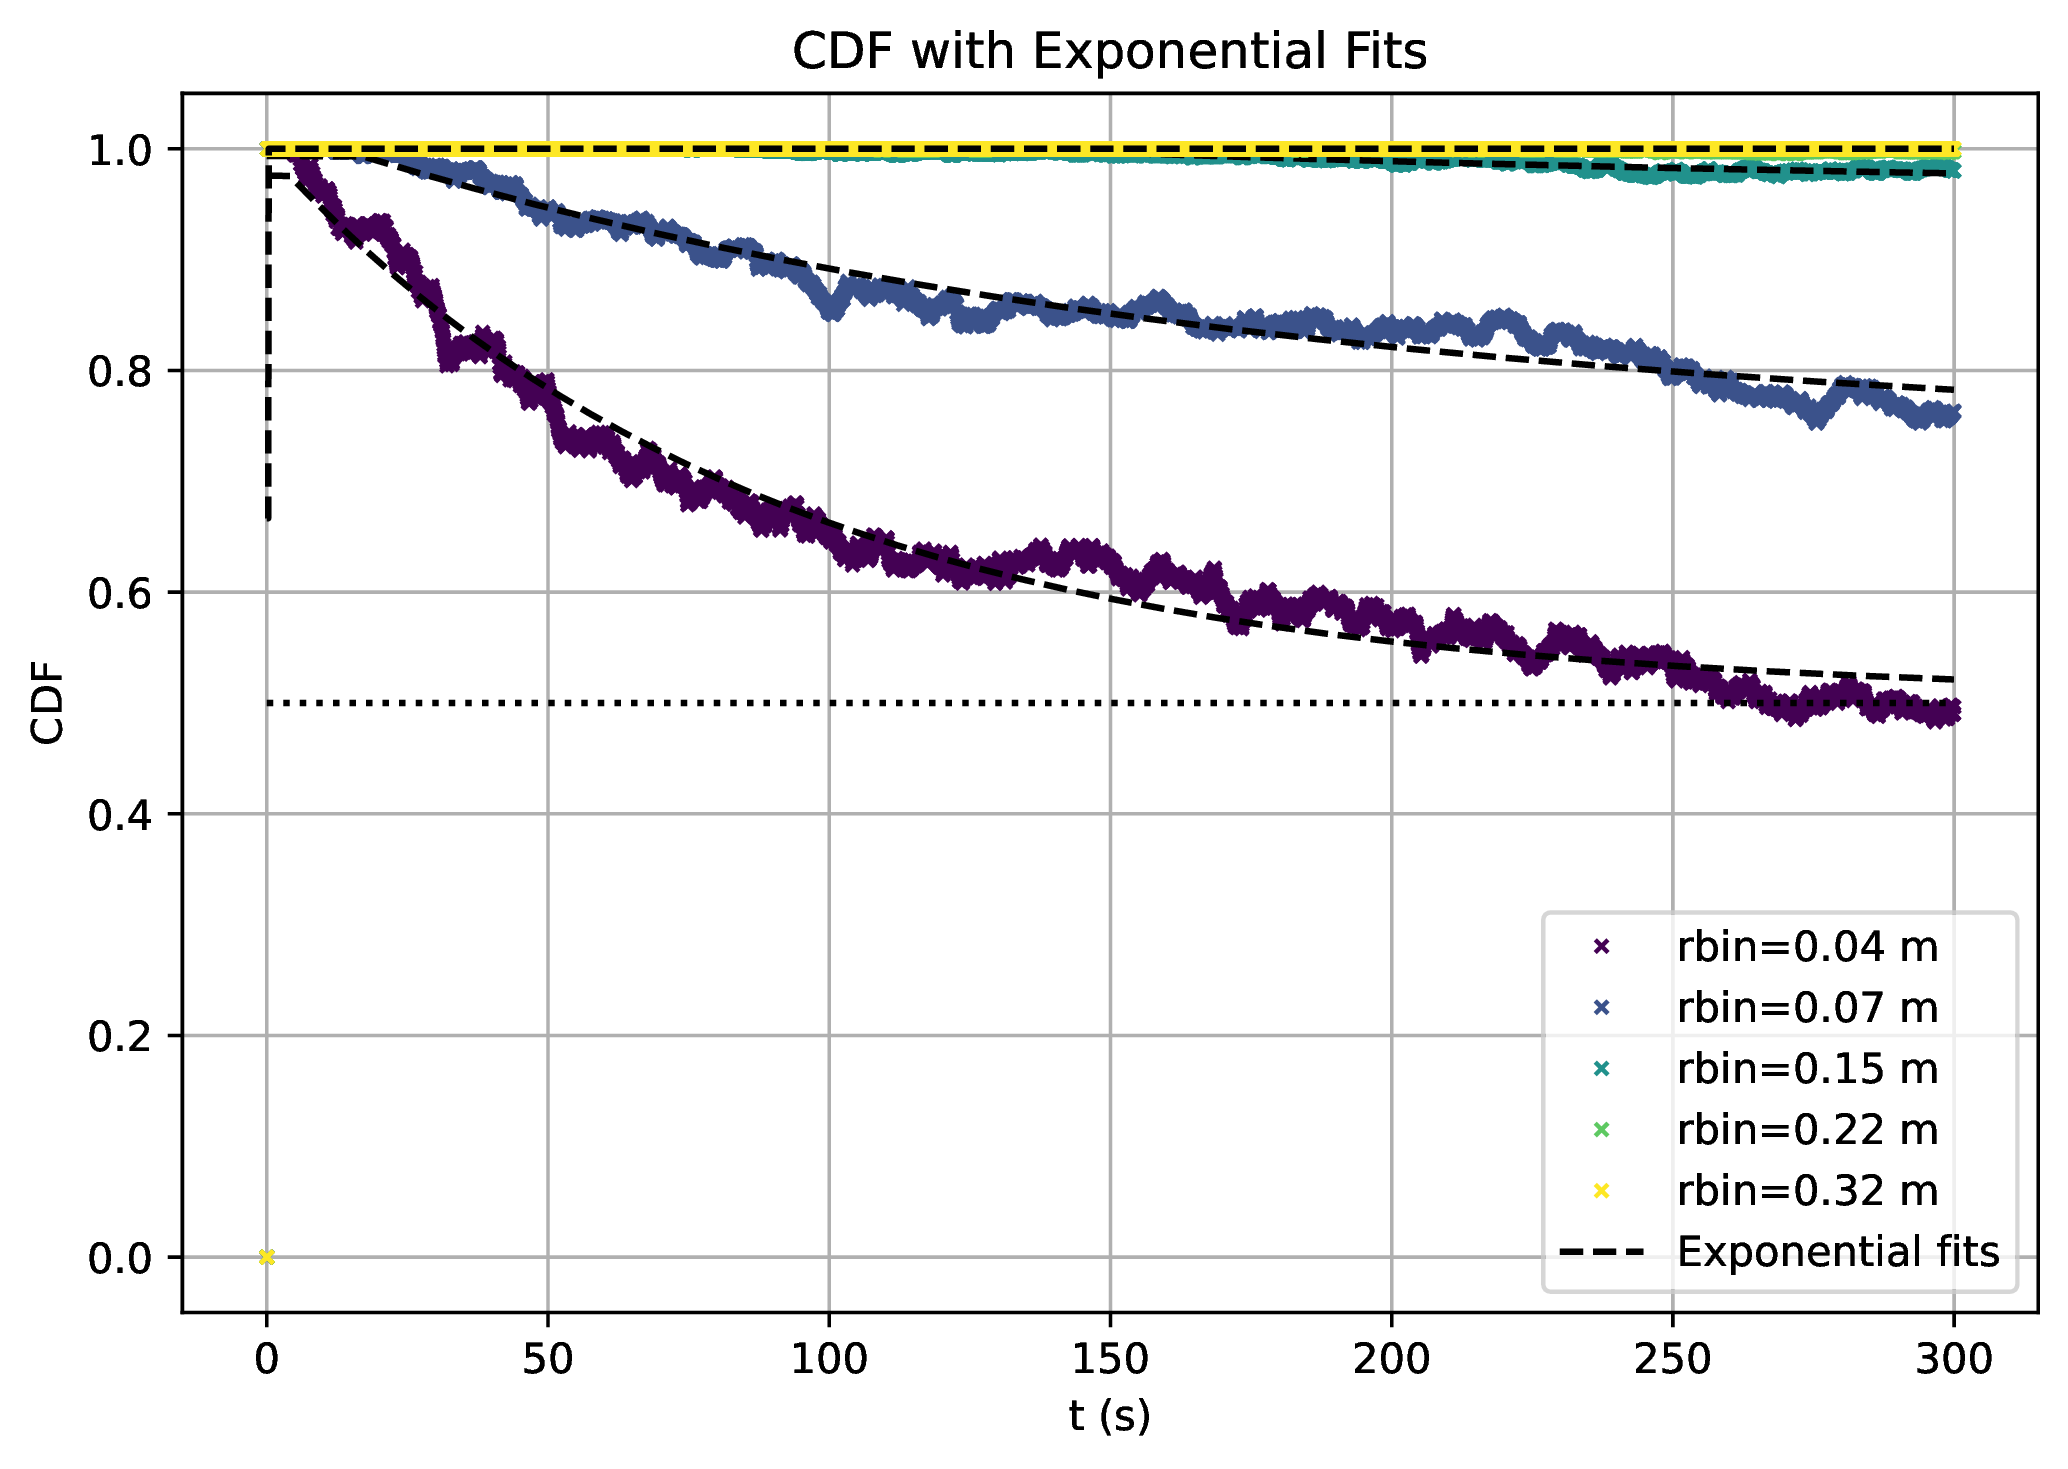 CDF with Exponential Fits
1.0
0.8
0.6
0.4
0.2
0.0
CDF
0 50 100 150 200 250 300
t (s)
rbin=0.04 m
rbin=0.07 m
rbin=0.15 m
rbin=0.22 m
rbin=0.32 m
Exponential fits